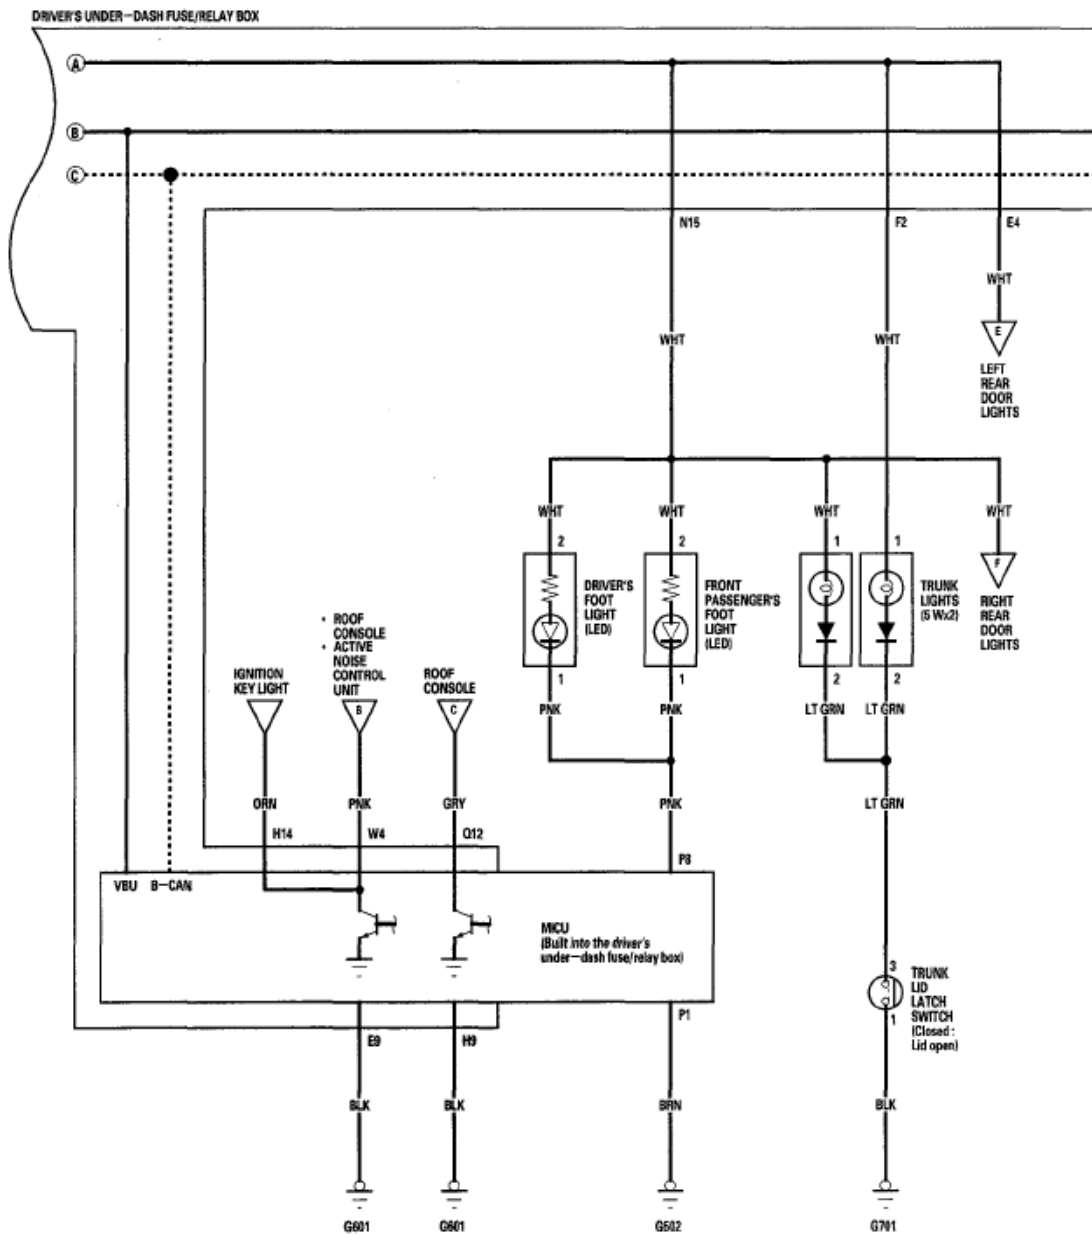 DRIVER'S UNDER-DASH FUSE/RELAY BOX
A
B
C
N15
F2
E4
WHT
E
LEFT
REAR
DOOR
LIGHTS
WHT
WHT
WHT
WHT
WHT
WHT
2
2
1
1
DRIVER'S
FOOT
LIGHT
(LED)
FRONT
PASSENGER'S
FOOT
LIGHT
(LED)
TRUNK
LIGHTS
(5 Wx2)
F
RIGHT
REAR
DOOR
LIGHTS
1
1
2
2
PNK
PNK
LT GRN
LT GRN
IGNITION
KEY LIGHT
• ROOF
CONSOLE
• ACTIVE
NOISE
CONTROL
UNIT
ROOF
CONSOLE
B
C
ORN
PNK
GRY
PNK
LT GRN
H14
W4
Q12
P8
VBU
B-CAN
MICU
(Built into the driver's
under-dash fuse/relay box)
3
TRUNK
LID
LATCH
SWITCH
(Closed :
Lid open)
1
E9
H9
P1
BLK
BLK
BRN
BLK
G601
G601
G502
G701